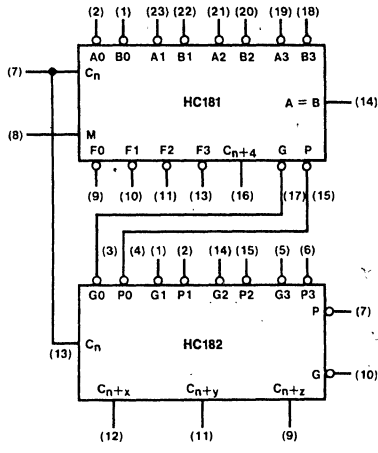 (2) (1) (23) (22) (21) (20) (19) (18)
A0 B0 A1 B1 A2 B2 A3 B3
(7) Cn
HC181
A = B (14)
(8) M
F0 F1 F2 F3 Cn+4 G P
(9) (10) (11) (13) (16) (17) (15)
(3) (4) (1) (2) (14) (15) (5) (6)
G0 P0 G1 P1 G2 P2 G3 P3
P (7)
HC182
(13) Cn
G (10)
Cn+x Cn+y Cn+z
(12) (11) (9)